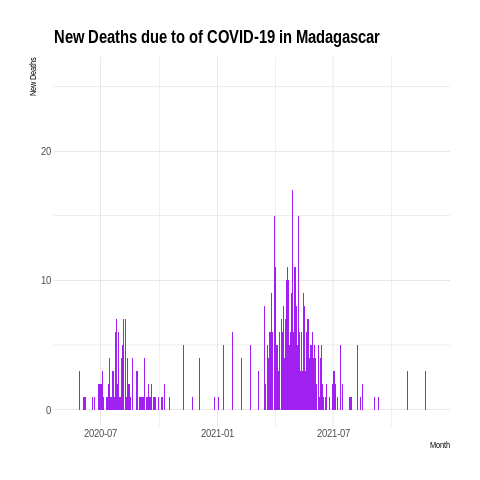 New Deaths due to of COVID-19 in Madagascar
New Deaths
20
10
0
2020-07
2021-01
2021-07
Month